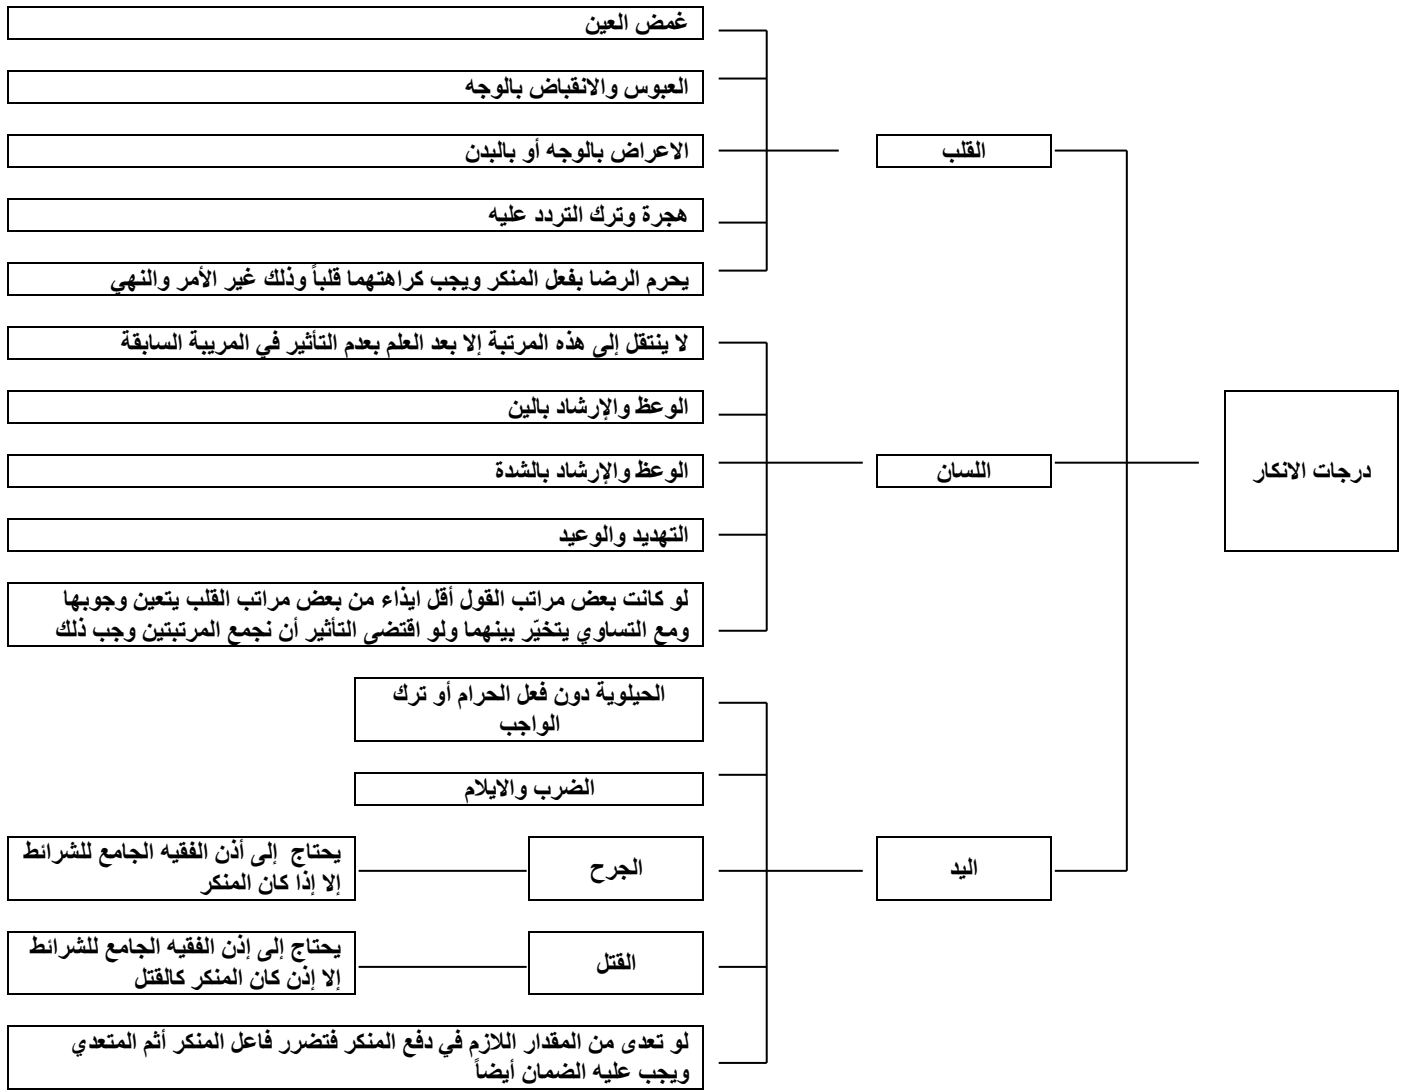 درجات الانكار
القلب
غمض العين
العبوس والانقباض بالوجه
الاعراض بالوجه أو بالبدن
هجرة وترك التردد عليه
يحرم الرضا بفعل المنكر ويجب كراهتهما قلباً وذلك غير الأمر والنهي
اللسان
لا ينتقل إلى هذه المرتبة إلا بعد العلم بعدم التأثير في المريبة السابقة
الوعظ والإرشاد بالين
الوعظ والإرشاد بالشدة
التهديد والوعيد
لو كانت بعض مراتب القول أقل ايذاء من بعض مراتب القلب يتعين وجوبها
ومع التساوي يتخيّر بينهما ولو اقتضى التأثير أن نجمع المرتبتين وجب ذلك
اليد
الحيلوية دون فعل الحرام أو ترك
الواجب
الضرب والايلام
الجرح
يحتاج إلى أذن الفقيه الجامع للشرائط
إلا إذا كان المنكر
القتل
يحتاج إلى إذن الفقيه الجامع للشرائط
إلا إذن كان المنكر كالقتل
لو تعدى من المقدار اللازم في دفع المنكر فتضرر فاعل المنكر أثم المتعدي
ويجب عليه الضمان أيضاً